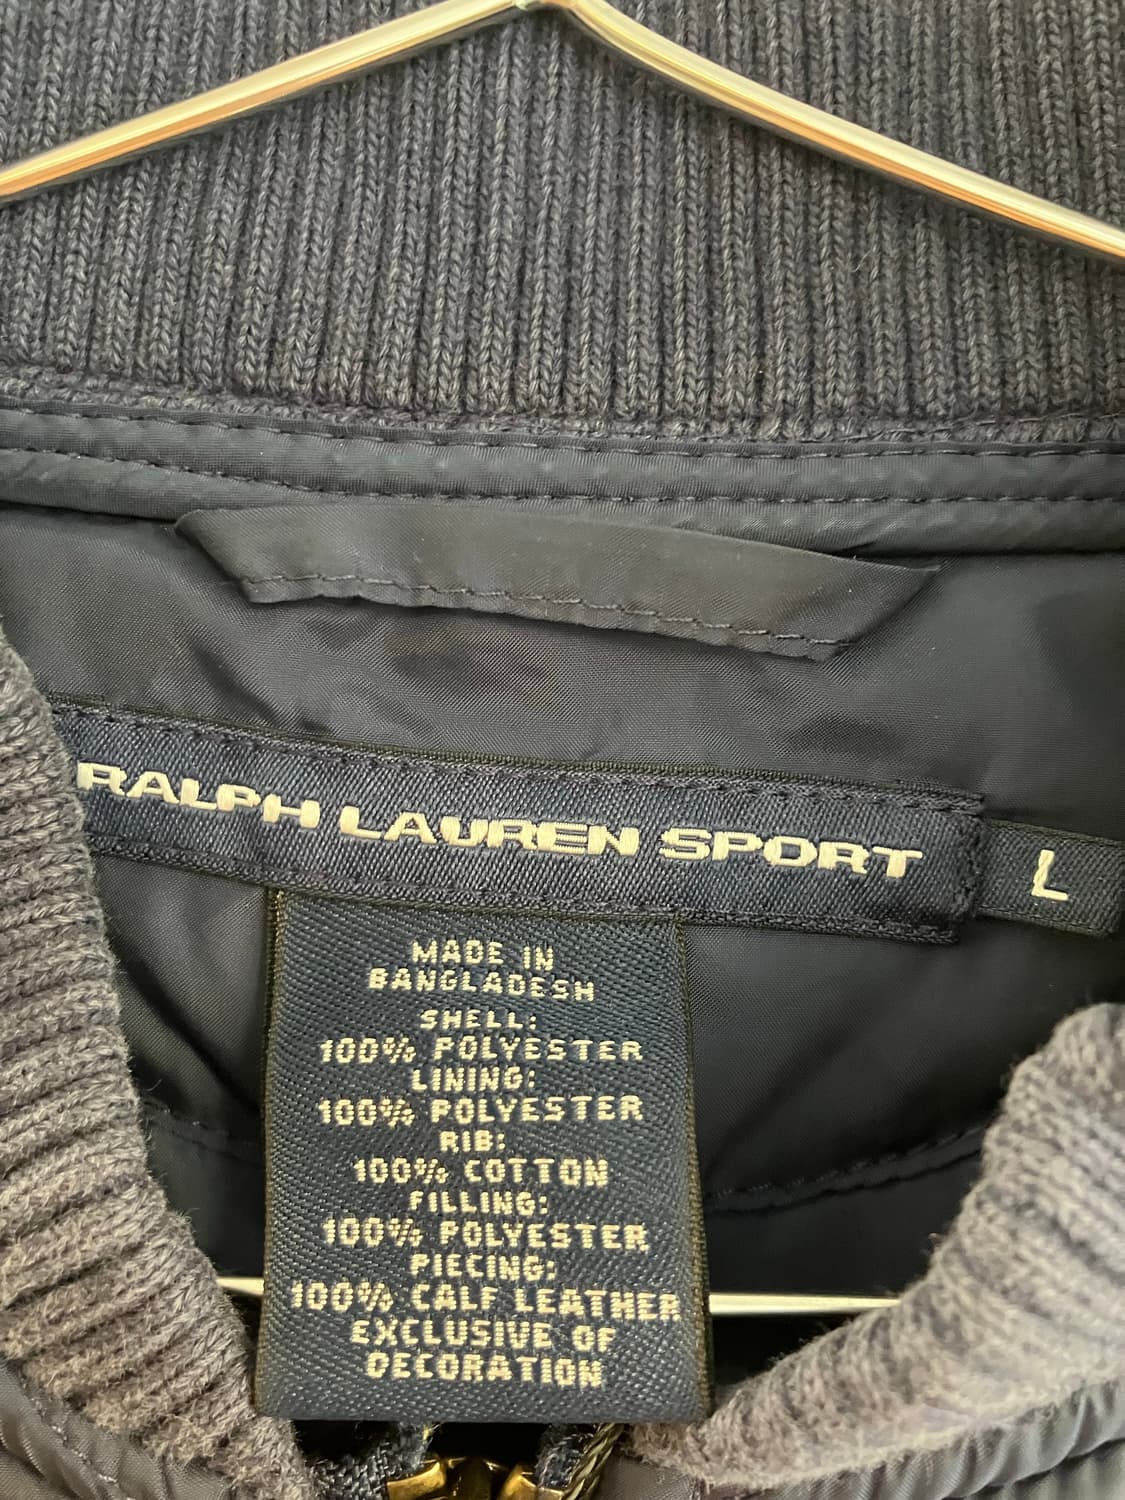 RALPH LAUREN SPORT
L
MADE IN
BANGLADESH
SHELL:
100% POLYESTER
LINING:
100% POLYESTER
RIB:
100% COTTON
FILLING:
100% POLYESTER
PIECING:
100% CALF LEATHER
EXCLUSIVE OF
DECORATION